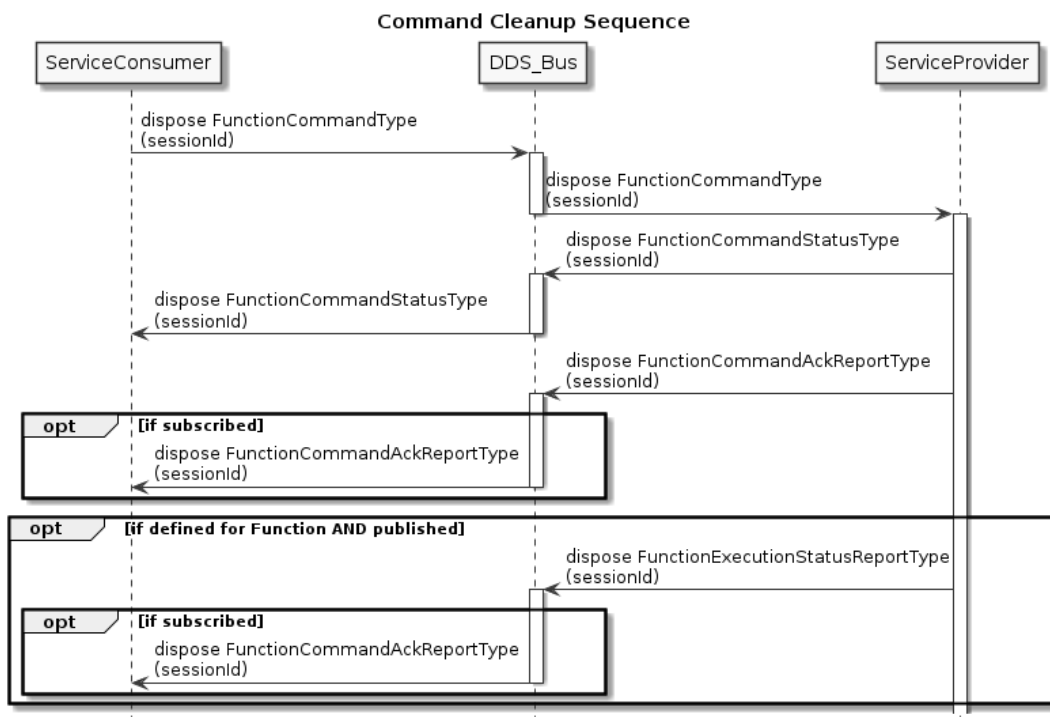 Command Cleanup Sequence
ServiceConsumer
DDS_Bus
ServiceProvider
dispose FunctionCommandType
(sessionId)
dispose FunctionCommandType
(sessionId)
dispose FunctionCommandStatusType
(sessionId)
dispose FunctionCommandStatusType
(sessionId)
dispose FunctionCommandAckReportType
(sessionId)
opt [if subscribed]
dispose FunctionCommandAckReportType
(sessionId)
opt [if defined for Function AND published]
dispose FunctionExecutionStatusReportType
(sessionId)
opt [if subscribed]
dispose FunctionCommandAckReportType
(sessionId)